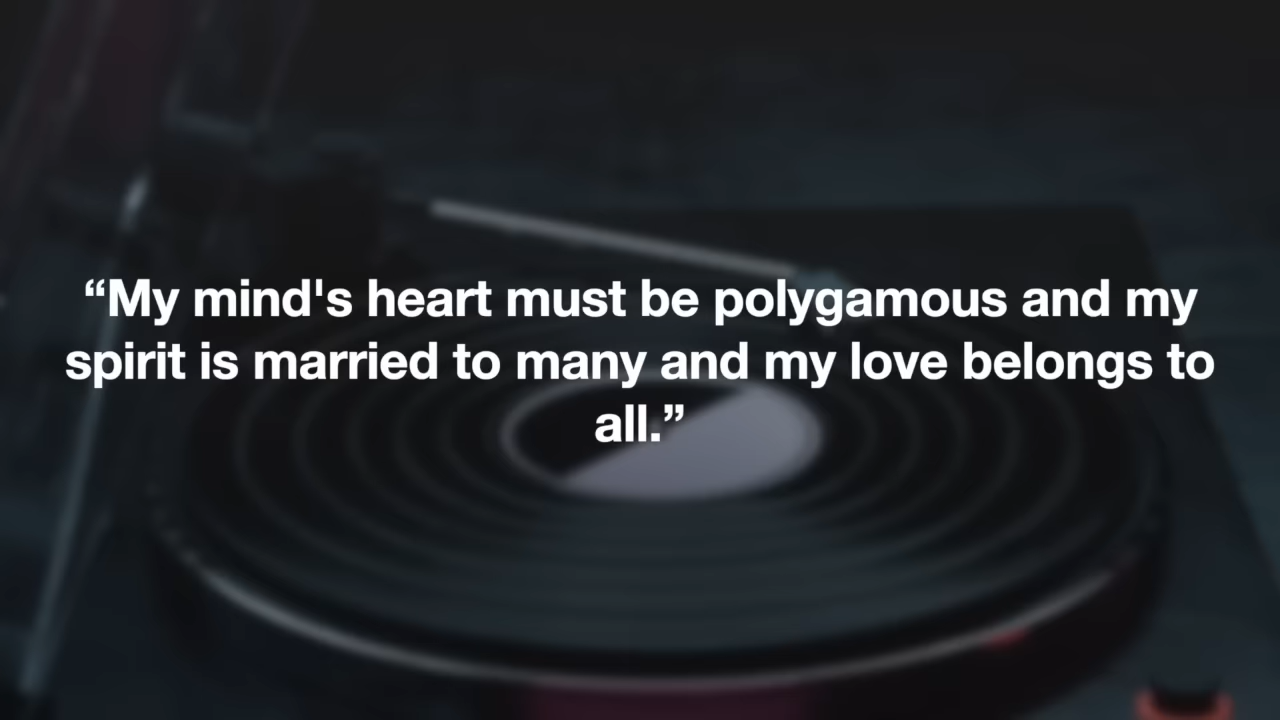 “My mind's heart must be polygamous and my
spirit is married to many and my love belongs to
all.”